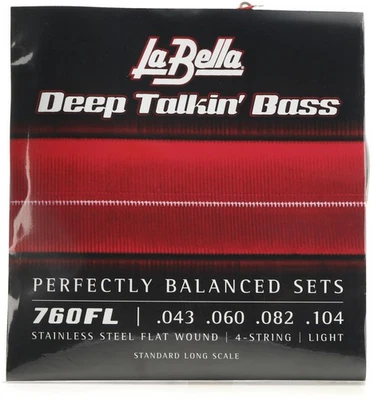 La Bella
Deep Talkin' Bass
PERFECTLY BALANCED SETS
760FL | .043 .060 .082 .104
STAINLESS STEEL FLAT WOUND | 4-STRING | LIGHT
STANDARD LONG SCALE